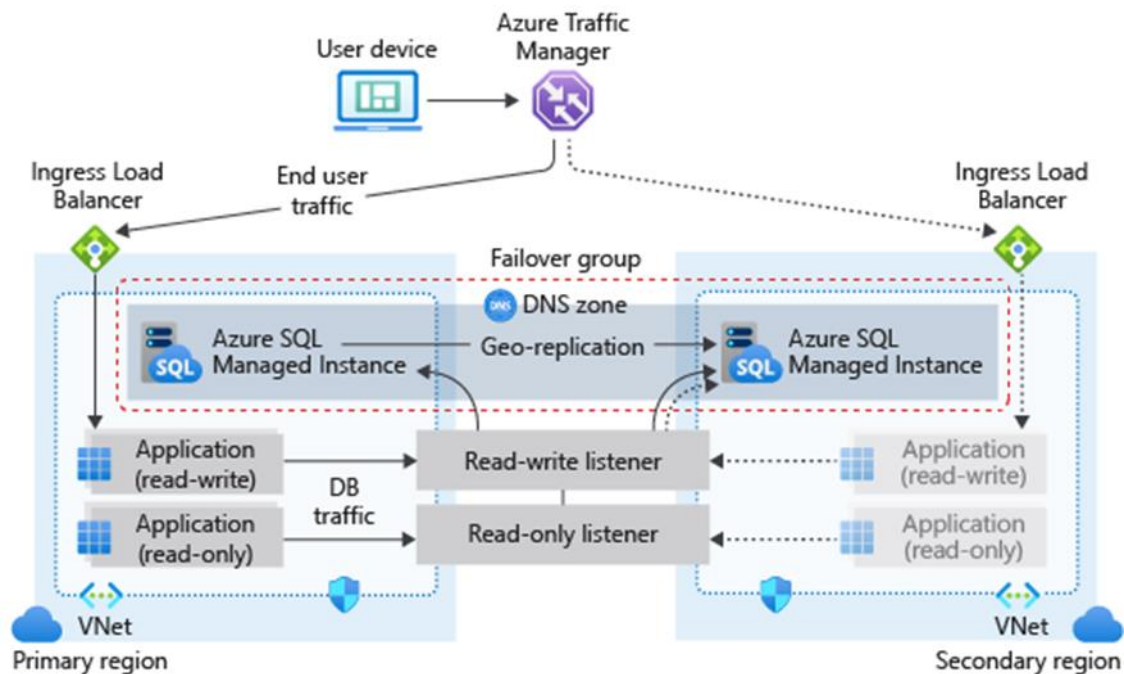 Azure Traffic
Manager
User device
Ingress Load
Balancer
End user
traffic
Ingress Load
Balancer
Failover group
DNS
DNS zone
SQL
Azure SQL
Managed Instance
Geo-replication
SQL
Azure SQL
Managed Instance
Application
(read-write)
DB
traffic
Read-write listener
Application
(read-write)
Application
(read-only)
Read-only listener
Application
(read-only)
VNet
VNet
Primary region
Secondary region